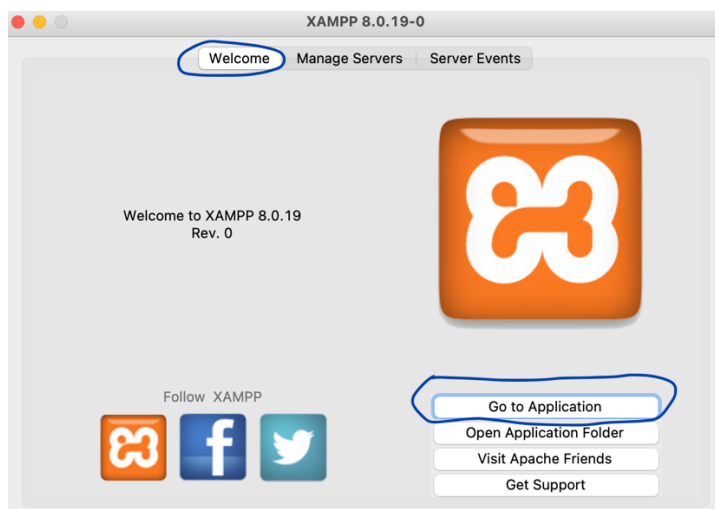 XAMPP 8.0.19-0
Welcome Manage Servers Server Events
Welcome to XAMPP 8.0.19
Rev. 0
Follow XAMPP
Go to Application
Open Application Folder
Visit Apache Friends
Get Support